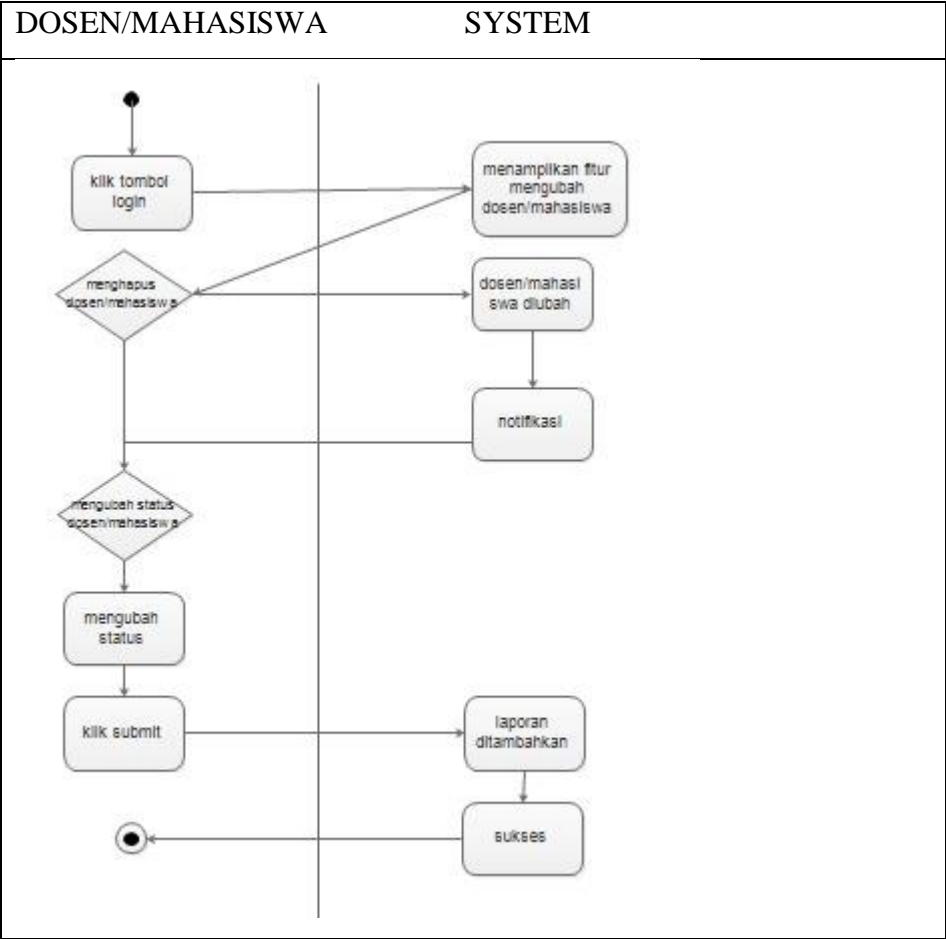 DOSEN/MAHASISWA SYSTEM
klik tombol
login
menampilkan fitur
mengubah
dosen/mahasiswa
menghapus
dosen/mahasiswa
dosen/mahasi
swa diubah
notifikasi
mengubah status
dosen/mahasiswa
mengubah
status
klik submit
laporan
ditambahkan
sukses